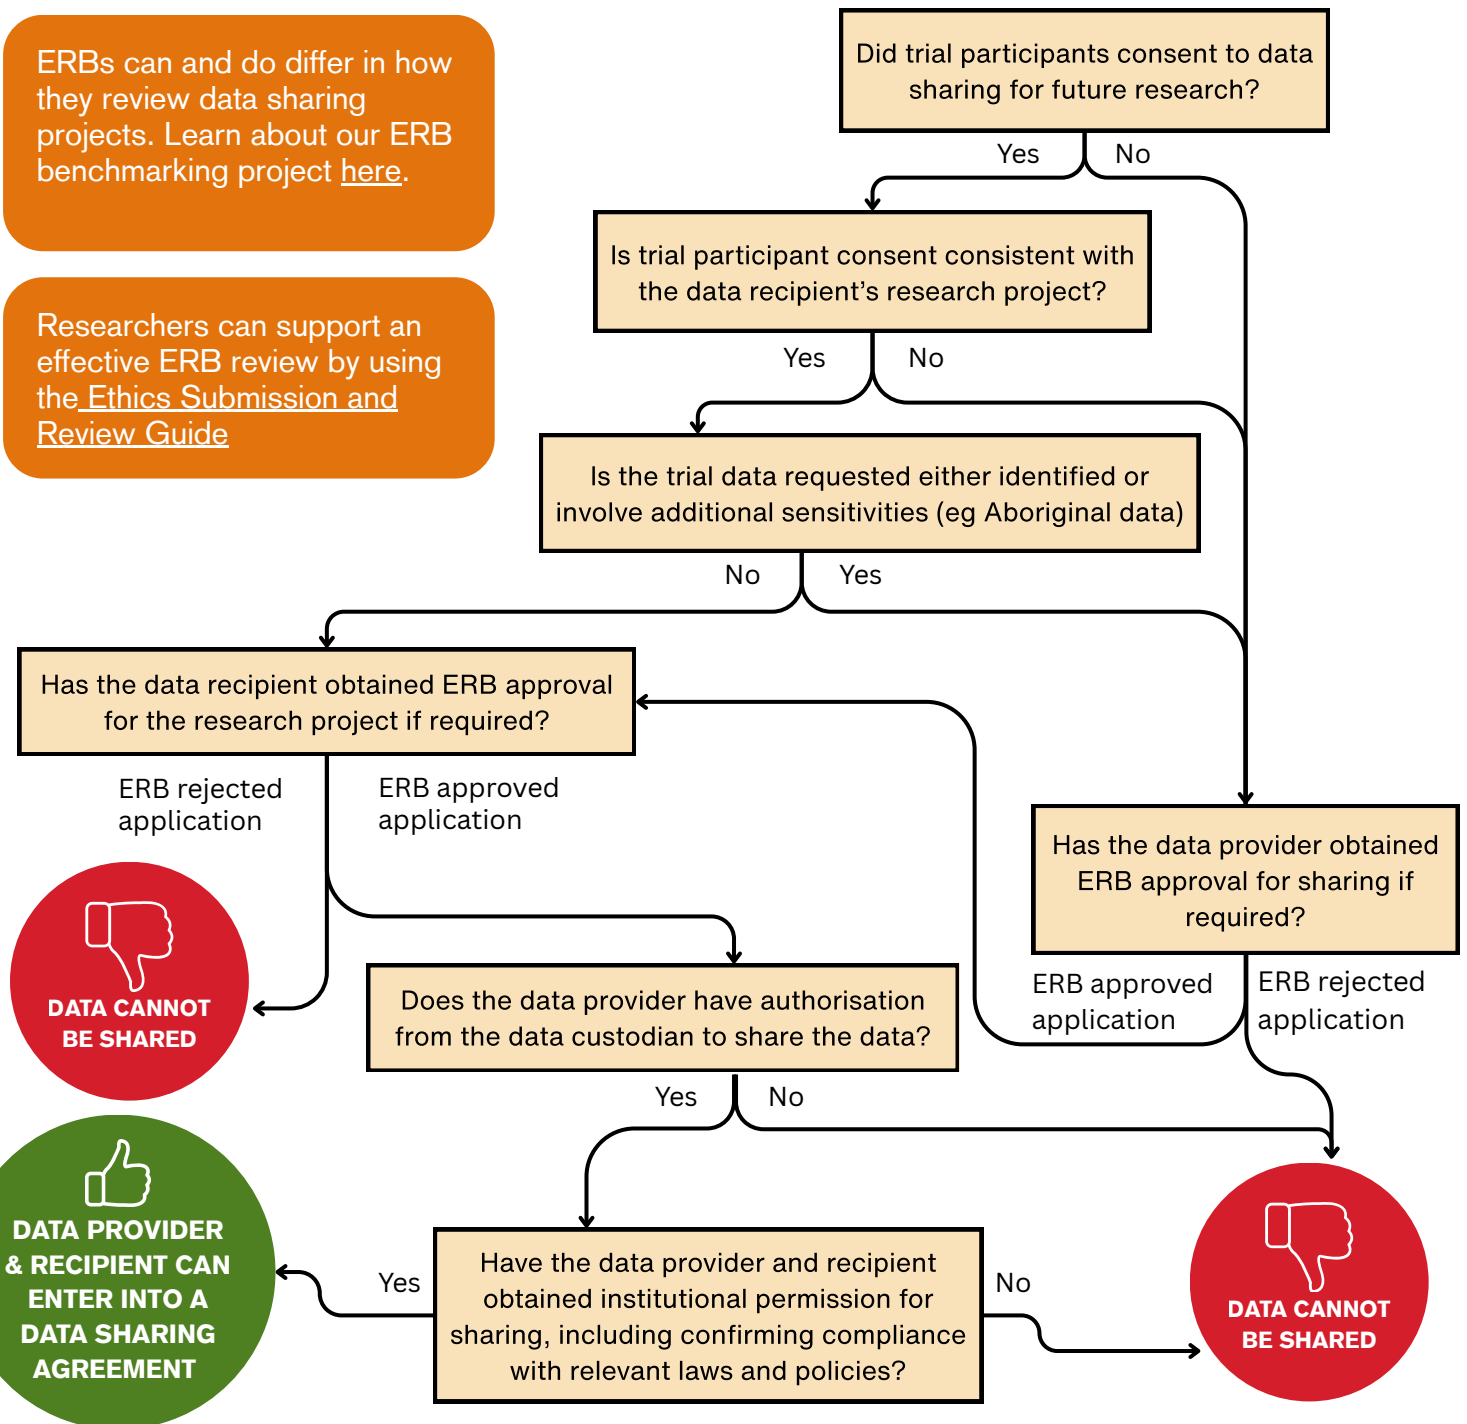 ERBs can and do differ in how
they review data sharing
projects. Learn about our ERB
benchmarking project here.
Researchers can support an
effective ERB review by using
the Ethics Submission and
Review Guide
Did trial participants consent to data
sharing for future research?
Yes
No
Is trial participant consent consistent with
the data recipient’s research project?
Yes
No
Is the trial data requested either identified or
involve additional sensitivities (eg Aboriginal data)
No
Yes
Has the data recipient obtained ERB approval
for the research project if required?
ERB rejected
application
ERB approved
application
DATA CANNOT
BE SHARED
Has the data provider obtained
ERB approval for sharing if
required?
ERB approved
application
ERB rejected
application
Does the data provider have authorisation
from the data custodian to share the data?
Yes
No
Have the data provider and recipient
obtained institutional permission for
sharing, including confirming compliance
with relevant laws and policies?
Yes
No
DATA PROVIDER
& RECIPIENT CAN
ENTER INTO A
DATA SHARING
AGREEMENT
DATA CANNOT
BE SHARED